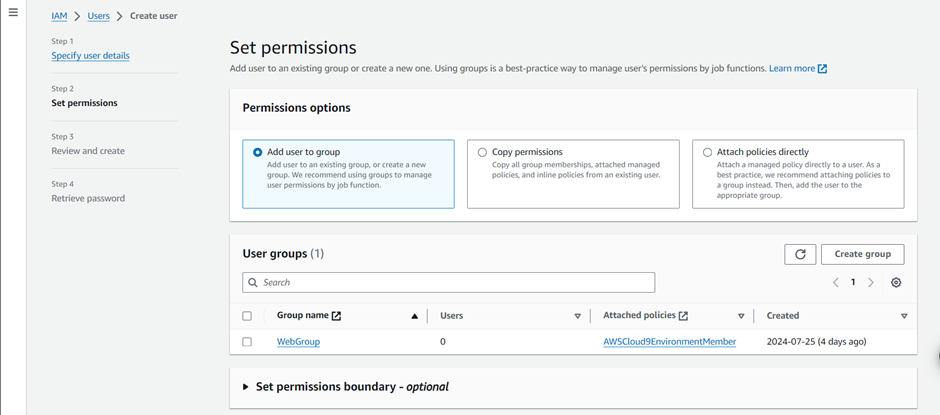 IAM > Users > Create user
Step 1
Specify user details
Step 2
Set permissions
Step 3
Review and create
Step 4
Retrieve password
Set permissions
Add user to an existing group or create a new one. Using groups is a best-practice way to manage user's permissions by job functions. Learn more
Permissions options
Add user to group
Add user to an existing group, or create a new
group. We recommend using groups to manage
user permissions by job function.
Copy permissions
Copy all group memberships, attached managed
policies, and inline policies from an existing user.
Attach policies directly
Attach a managed policy directly to a user. As a
best practice, we recommend attaching policies to
a group instead. Then, add the user to the
appropriate group.
User groups (1)
Create group
Search
1
Group name Users Attached policies Created
WebGroup 0 AWSCloud9EnvironmentMember 2024-07-25 (4 days ago)
Set permissions boundary - optional